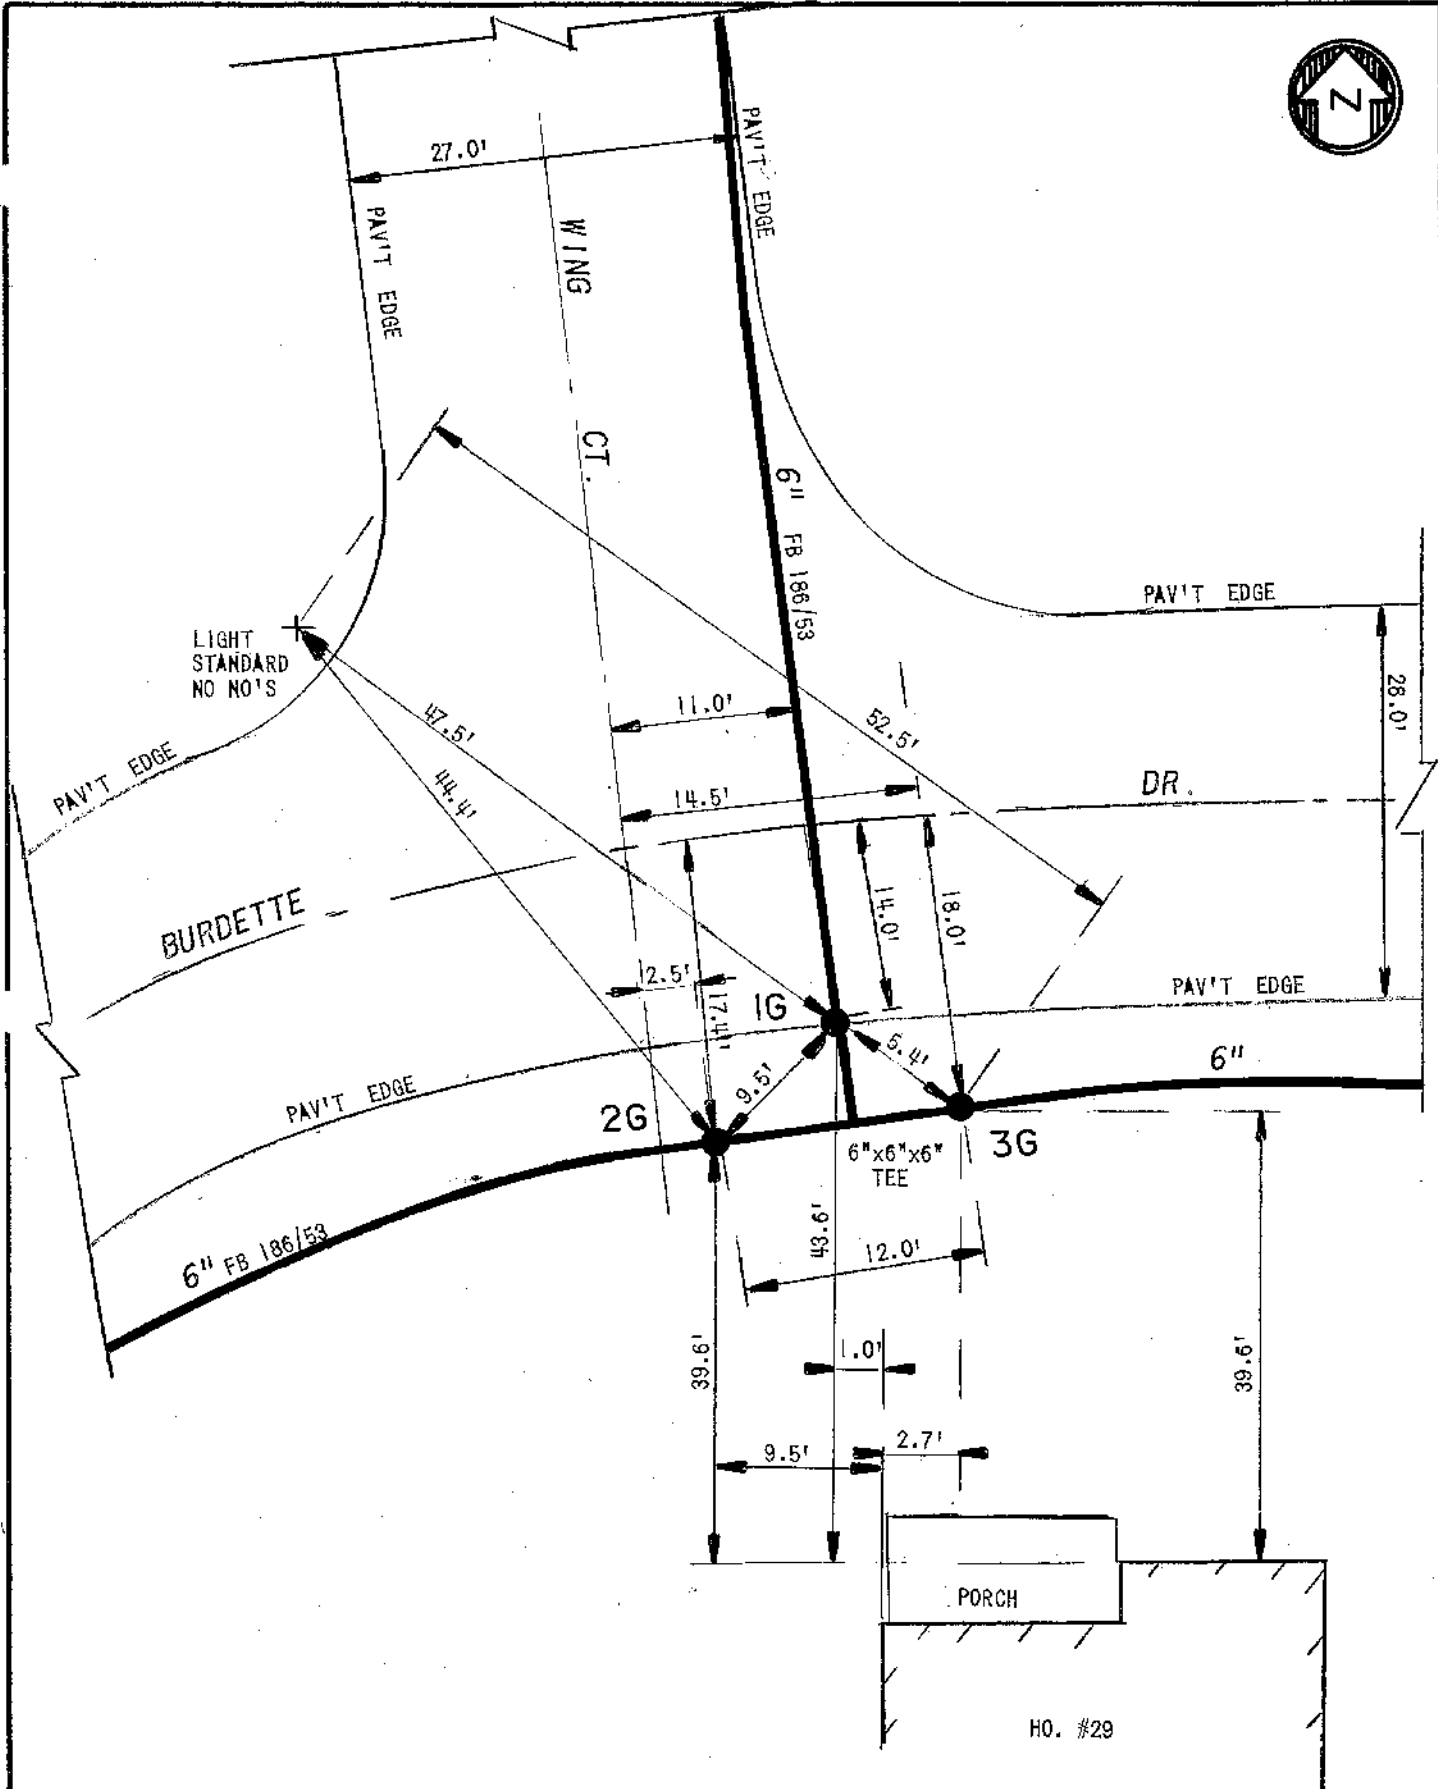 N
27.0'
PAV'T EDGE
PAV'T EDGE
WING CT.
6" FB 186/53
PAV'T EDGE
28.0'
LIGHT
STANDARD
NO NO'S
47.5'
44.4'
52.5'
11.0'
14.5'
PAV'T EDGE
BURDETTE DR.
14.0'
18.0'
2.5'
17.4'
1G
PAV'T EDGE
6.4'
9.5'
6"
PAV'T EDGE
2G
3G
6"x6"x6"
TEE
6" FB 186/53
43.6'
12.0'
39.6'
1.0'
39.6'
9.5'
2.7'
PORCH
HO. #29